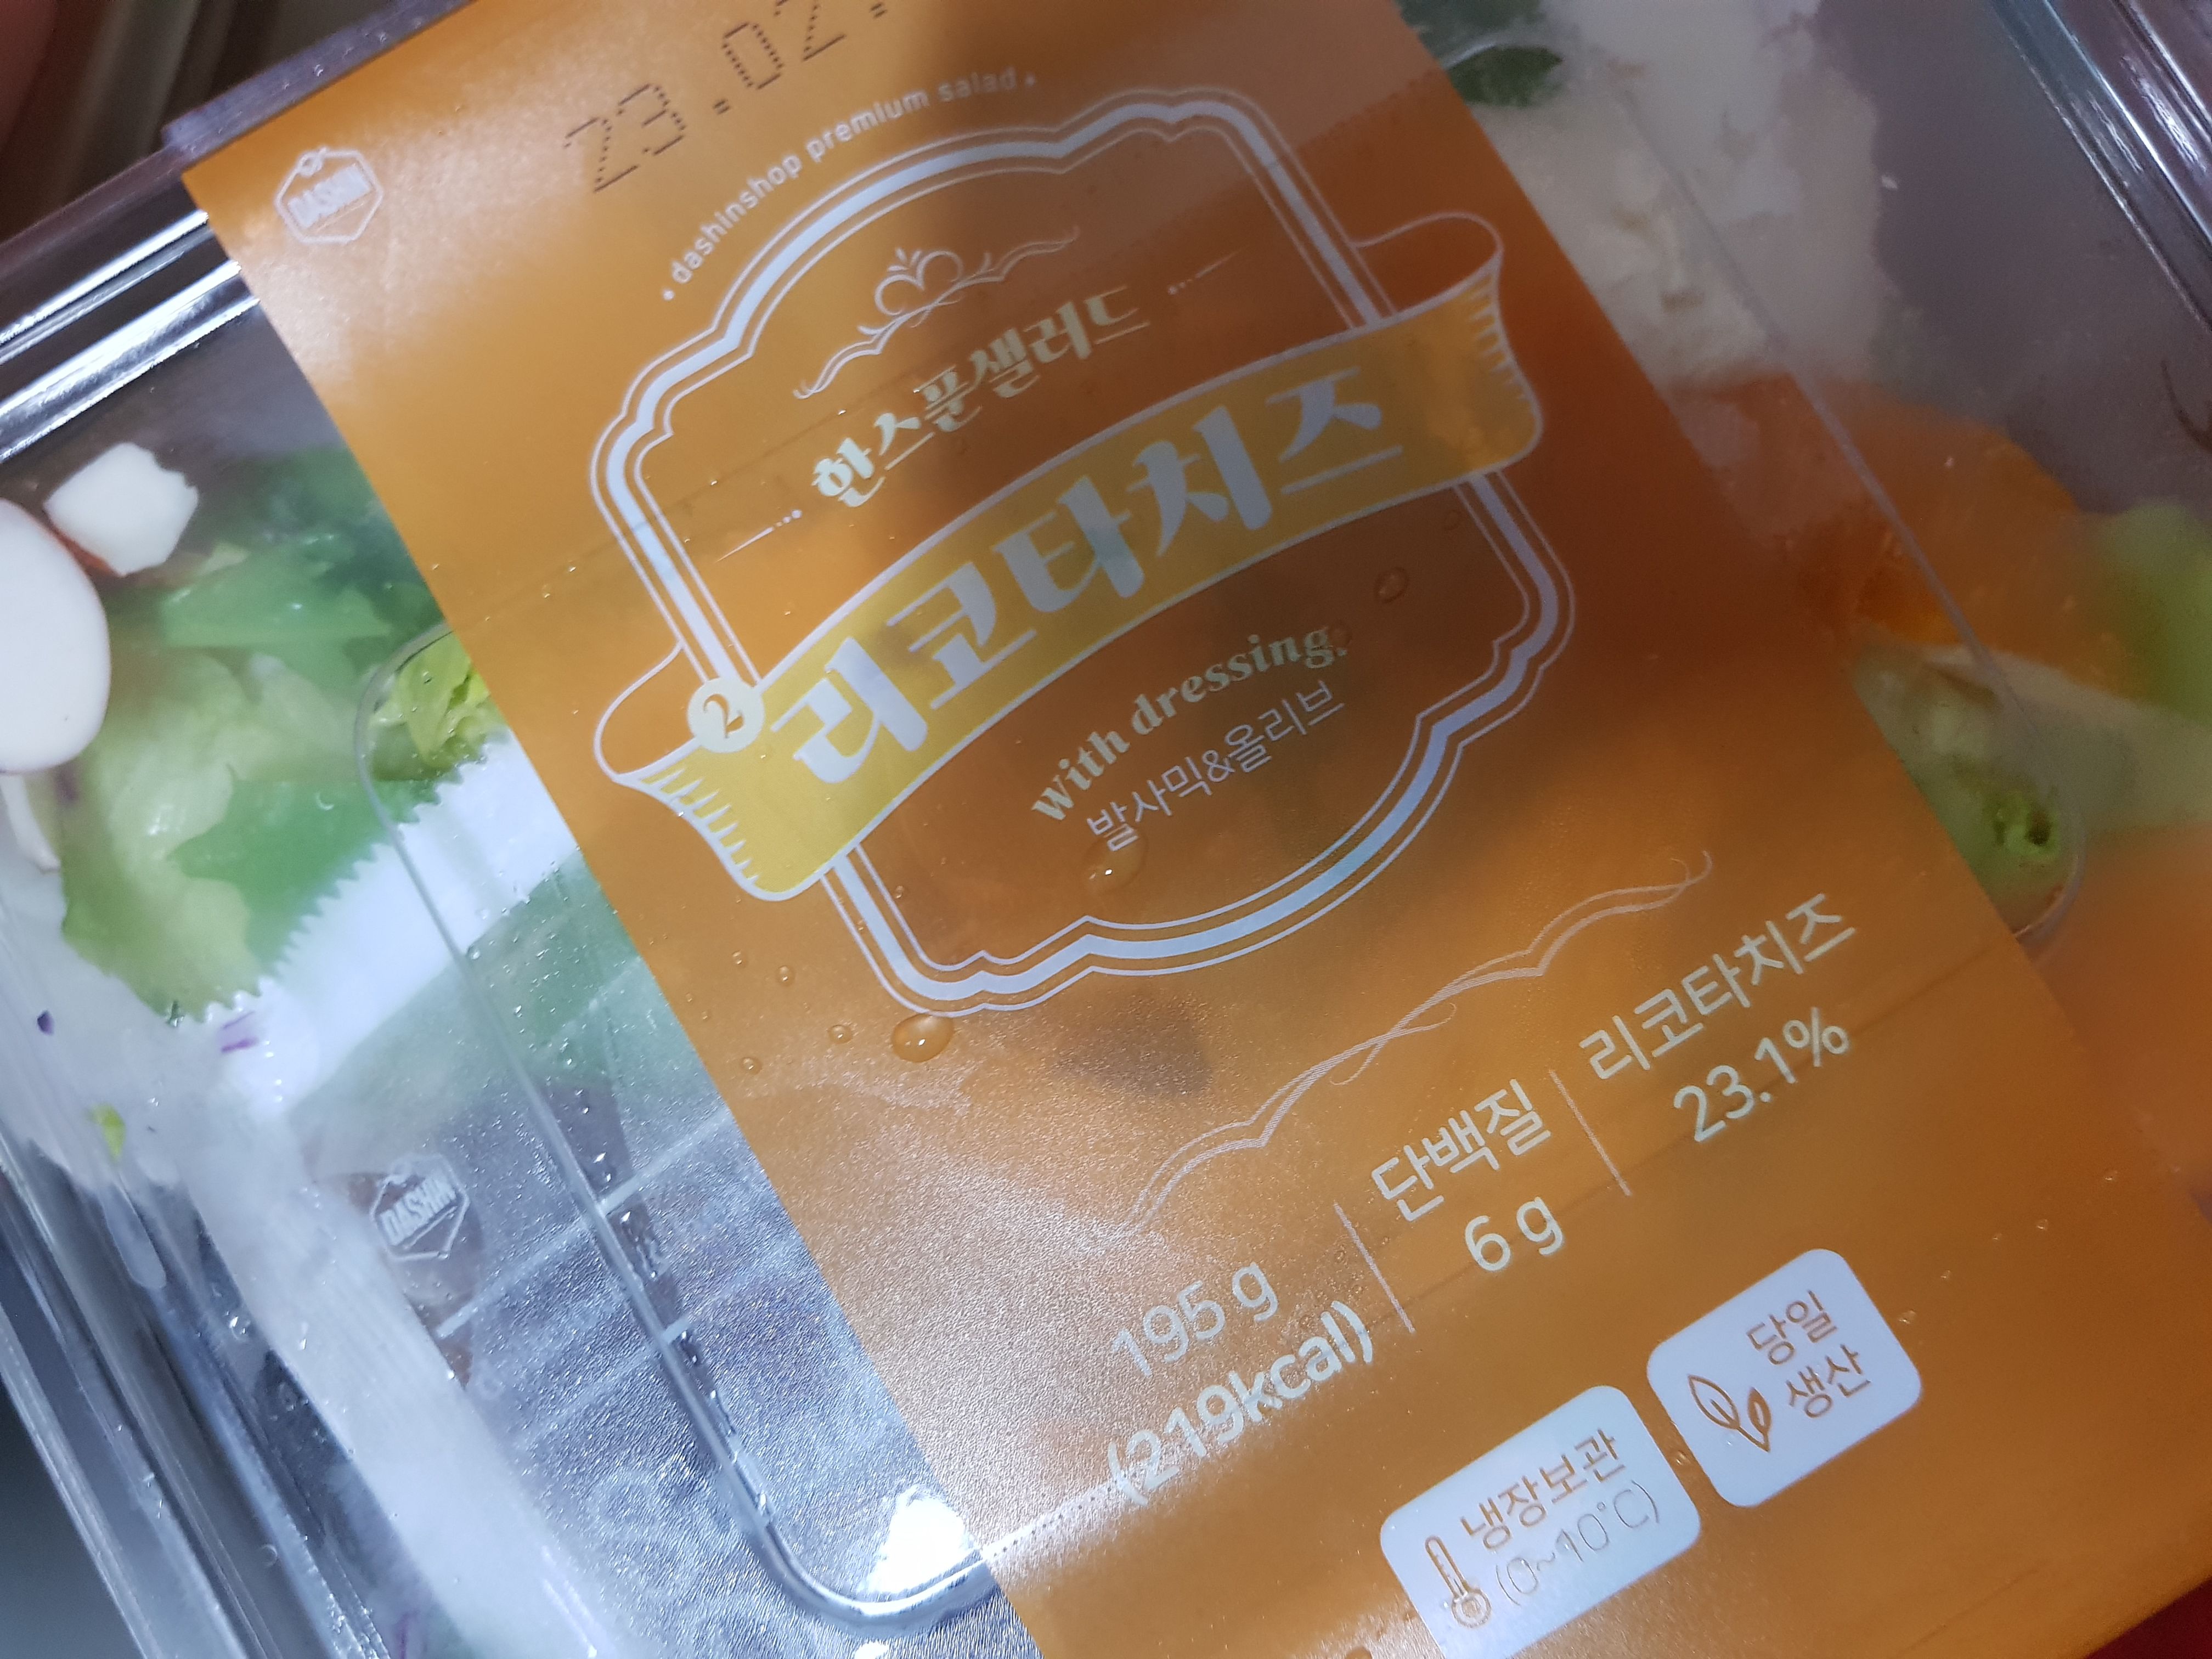 23.02.
DASHIN
• dashinshop premium salad •
한스푼샐러드
2 리코타치즈
with dressing.
발사믹&올리브
195 g
(219kcal)
단백질
6 g
리코타치즈
23.1%
냉장보관
(0~10°C)
당일
생산
DASHIN